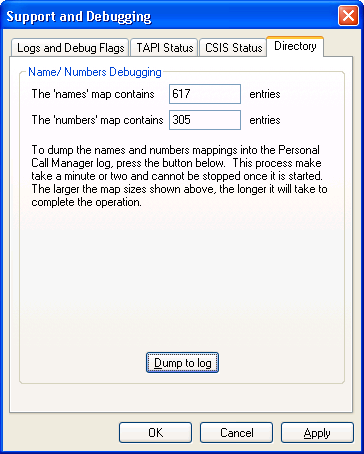 Support and Debugging
Logs and Debug Flags TAPI Status CSIS Status Directory
Name/ Numbers Debugging
The 'names' map contains 617 entries
The 'numbers' map contains 305 entries
To dump the names and numbers mappings into the Personal
Call Manager log, press the button below. This process make
take a minute or two and cannot be stopped once it is started.
The larger the map sizes shown above, the longer it will take to
complete the operation.
Dump to log
OK Cancel Apply